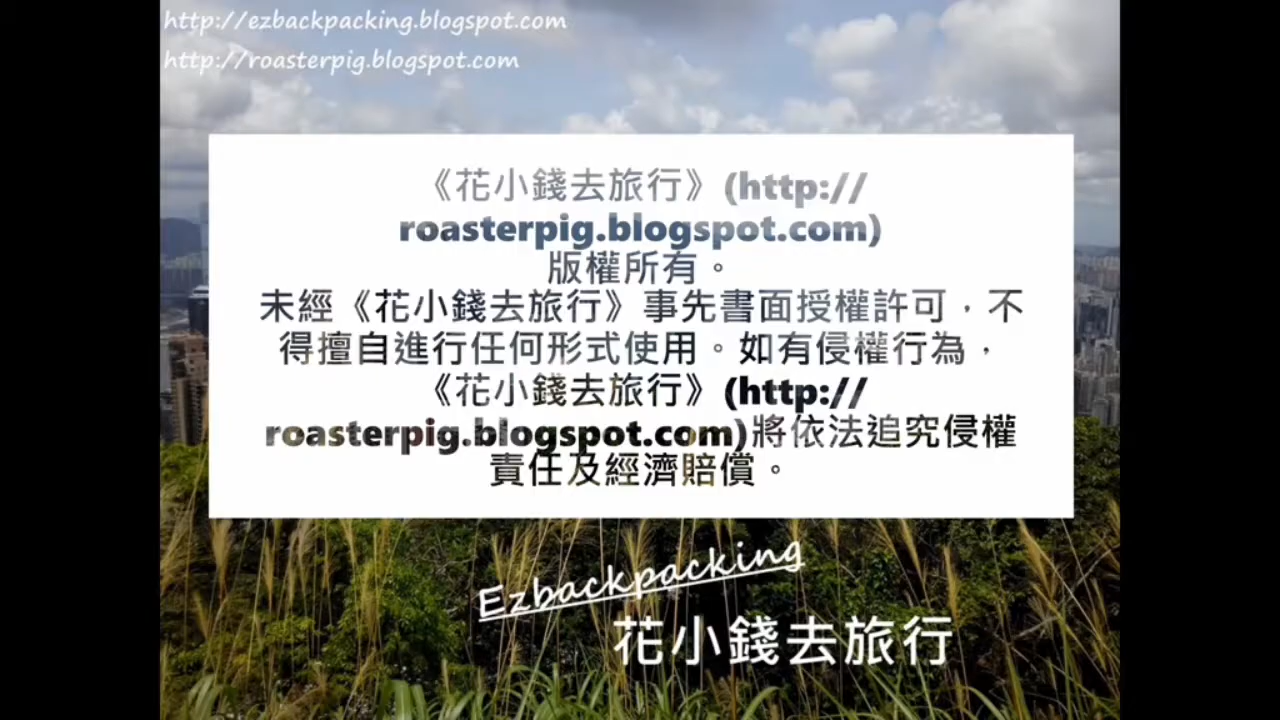 http://ezbackpacking.blogspot.com
http://roasterpig.blogspot.com
《花小錢去旅行》(http://
roasterpig.blogspot.com)
版權所有。
未經《花小錢去旅行》事先書面授權許可，不
得擅自進行任何形式使用。如有侵權行為，
《花小錢去旅行》(http://
roasterpig.blogspot.com)將依法追究侵權
責任及經濟賠償。
Ezbackpacking
花小錢去旅行